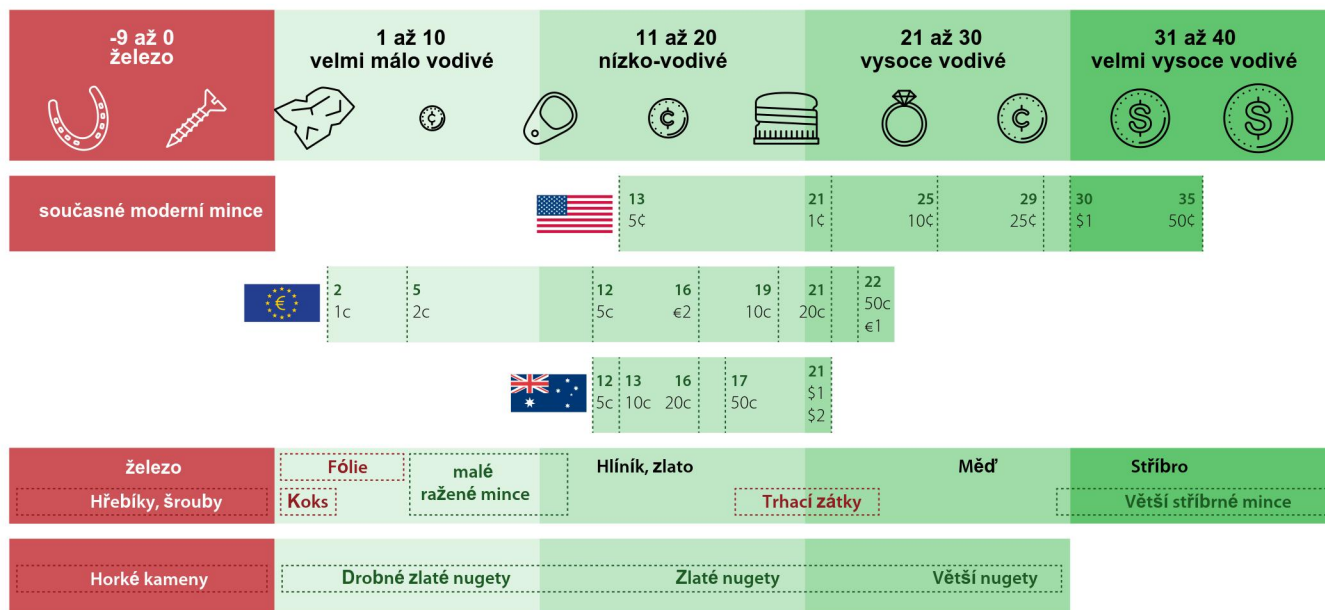 -9 až 0
železo
1 až 10
velmi málo vodivé
11 až 20
nízko-vodivé
21 až 30
vysoce vodivé
31 až 40
velmi vysoce vodivé
¢
¢
¢
$
$
současné moderní mince
13
5¢
21
1¢
25
10¢
29
25¢
30
$1
35
50¢
€
2
1c
5
2c
12
5c
16
€2
19
10c
21
20c
22
50c
€1
12
5c
13
10c
16
20c
17
50c
21
$1
$2
železo
Hřebíky, šrouby
Fólie
Koks
malé
ražené mince
Hliník, zlato
Trhací zátky
Měď
Stříbro
Větší stříbrné mince
Horké kameny
Drobné zlaté nugety
Zlaté nugety
Větší nugety